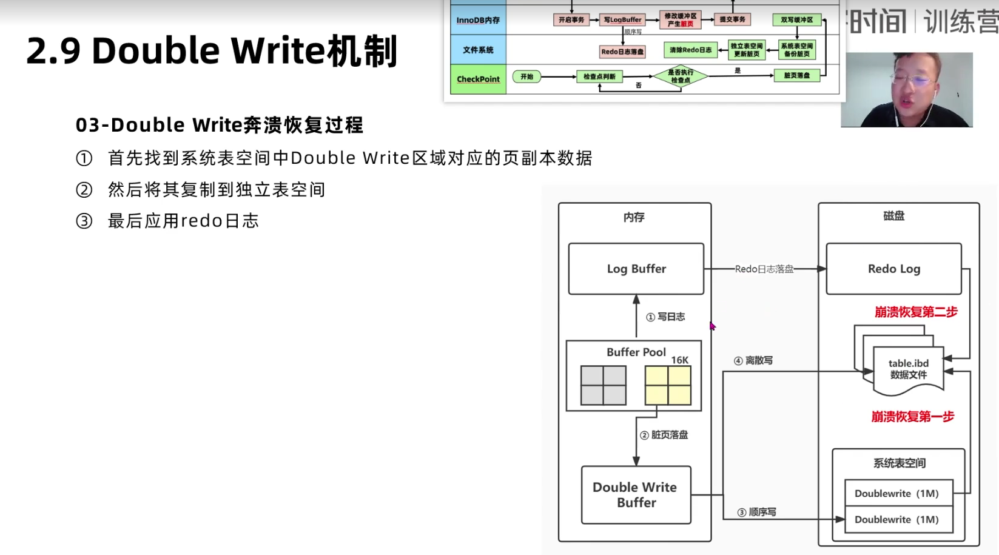 时间 | 训练营
2.9 Double Write机制
InnoDB内存
开启事务
写LogBuffer
修改缓冲区
产生脏页
提交事务
双写缓冲区
顺序写
文件系统
Redo日志落盘
清除Redo日志
独立表空间
更新脏页
系统表空间
备份脏页
CheckPoint
开始
检查点判断
是否执行
检查点
是
否
脏页落盘
03-Double Write奔溃恢复过程
① 首先找到系统表空间中Double Write区域对应的页副本数据
② 然后将其复制到独立表空间
③ 最后应用redo日志
内存
磁盘
Log Buffer
Redo日志落盘
Redo Log
① 写日志
崩溃恢复第二步
Buffer Pool
16K
④ 离散写
table.ibd
数据文件
崩溃恢复第一步
② 脏页落盘
系统表空间
Double Write
Buffer
③ 顺序写
Doublewrite（1M）
Doublewrite（1M）